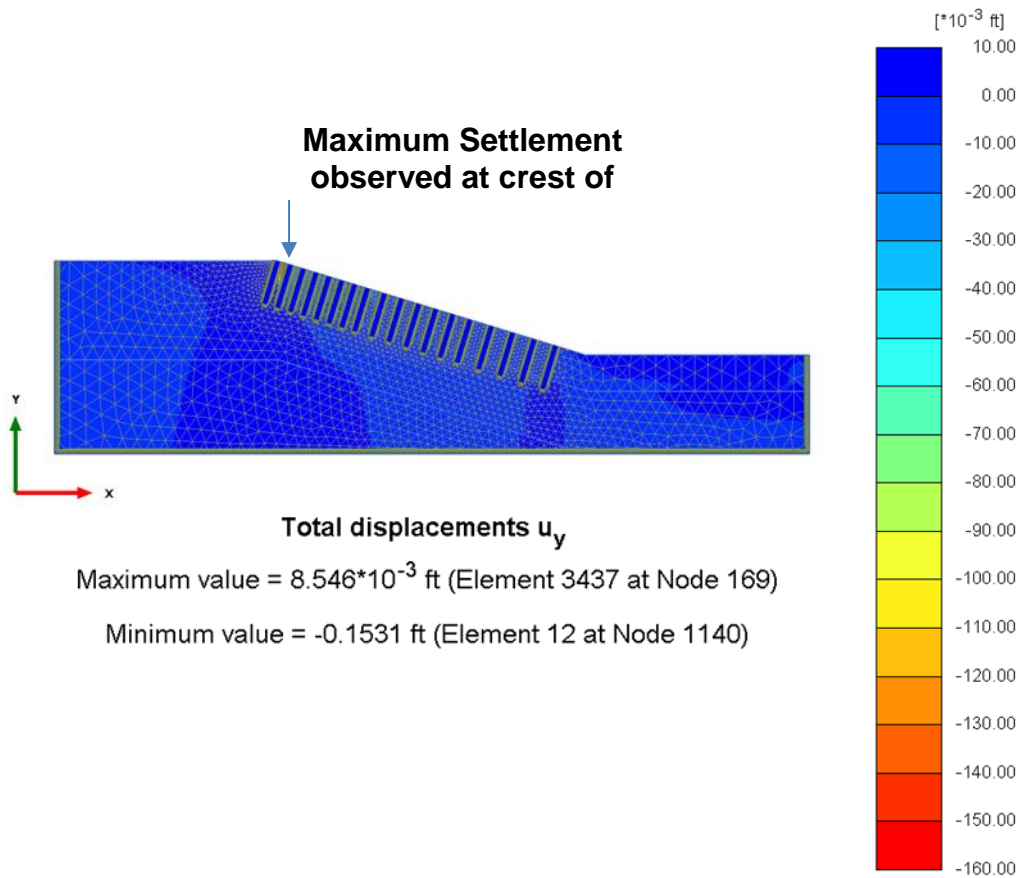 [*10⁻³ ft]
10.00
0.00
-10.00
-20.00
-30.00
-40.00
-50.00
-60.00
-70.00
-80.00
-90.00
-100.00
-110.00
-120.00
-130.00
-140.00
-150.00
-160.00
Maximum Settlement
observed at crest of
Y
X
Total displacements u_y
Maximum value = 8.546*10⁻³ ft (Element 3437 at Node 169)
Minimum value = -0.1531 ft (Element 12 at Node 1140)